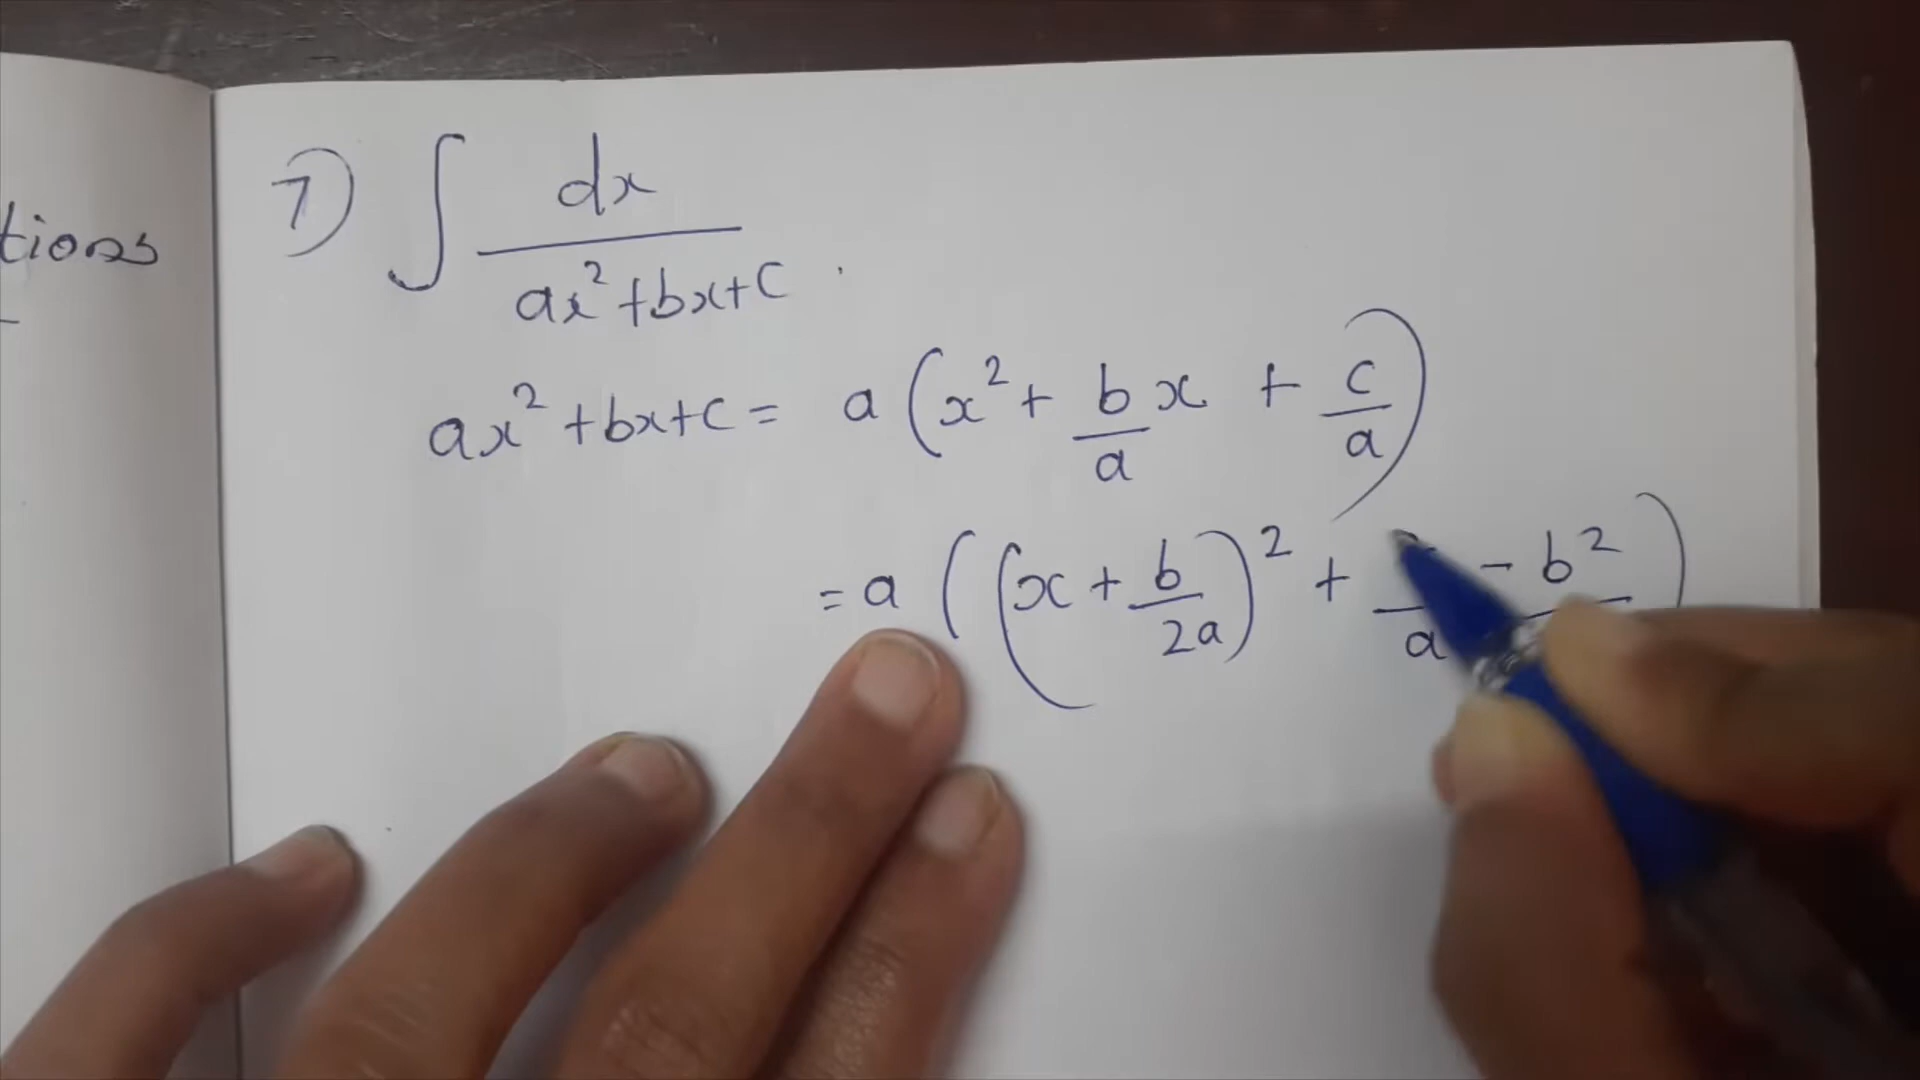 tions
7) ∫ dx / ax² + bx + c .
ax² + bx + c = a ( x² + b/a x + c/a )
= a ( ( x + b/2a )² + /a - b² )